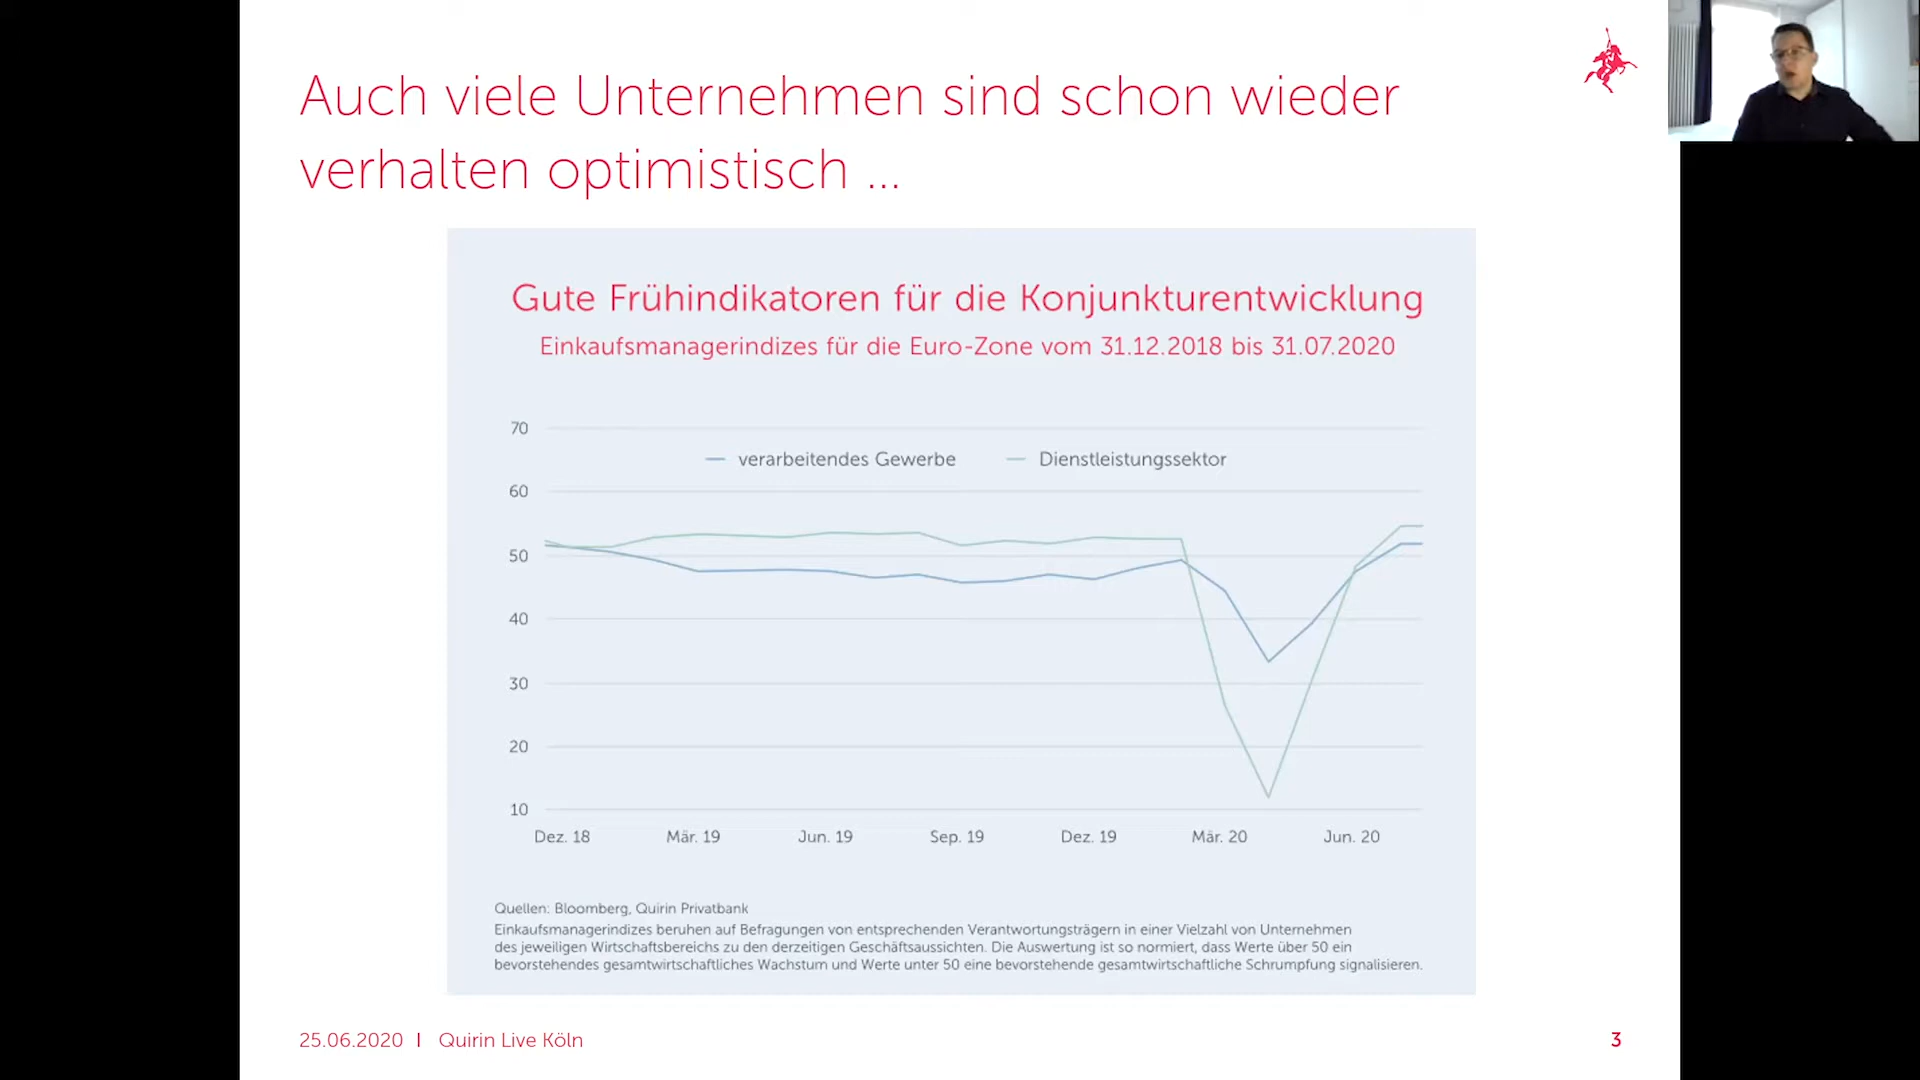 Auch viele Unternehmen sind schon wieder
verhalten optimistisch ...
Gute Frühindikatoren für die Konjunkturentwicklung
Einkaufsmanagerindizes für die Euro-Zone vom 31.12.2018 bis 31.07.2020
70
verarbeitendes Gewerbe
Dienstleistungssektor
60
50
40
30
20
10
Dez. 18
Mär. 19
Jun. 19
Sep. 19
Dez. 19
Mär. 20
Jun. 20
Quellen: Bloomberg, Quirin Privatbank
Einkaufsmanagerindizes beruhen auf Befragungen von entsprechenden Verantwortungsträgern in einer Vielzahl von Unternehmen
des jeweiligen Wirtschaftsbereichs zu den derzeitigen Geschäftsaussichten. Die Auswertung ist so normiert, dass Werte über 50 ein
bevorstehendes gesamtwirtschaftliches Wachstum und Werte unter 50 eine bevorstehende gesamtwirtschaftliche Schrumpfung signalisieren.
25.06.2020 I Quirin Live Köln
3